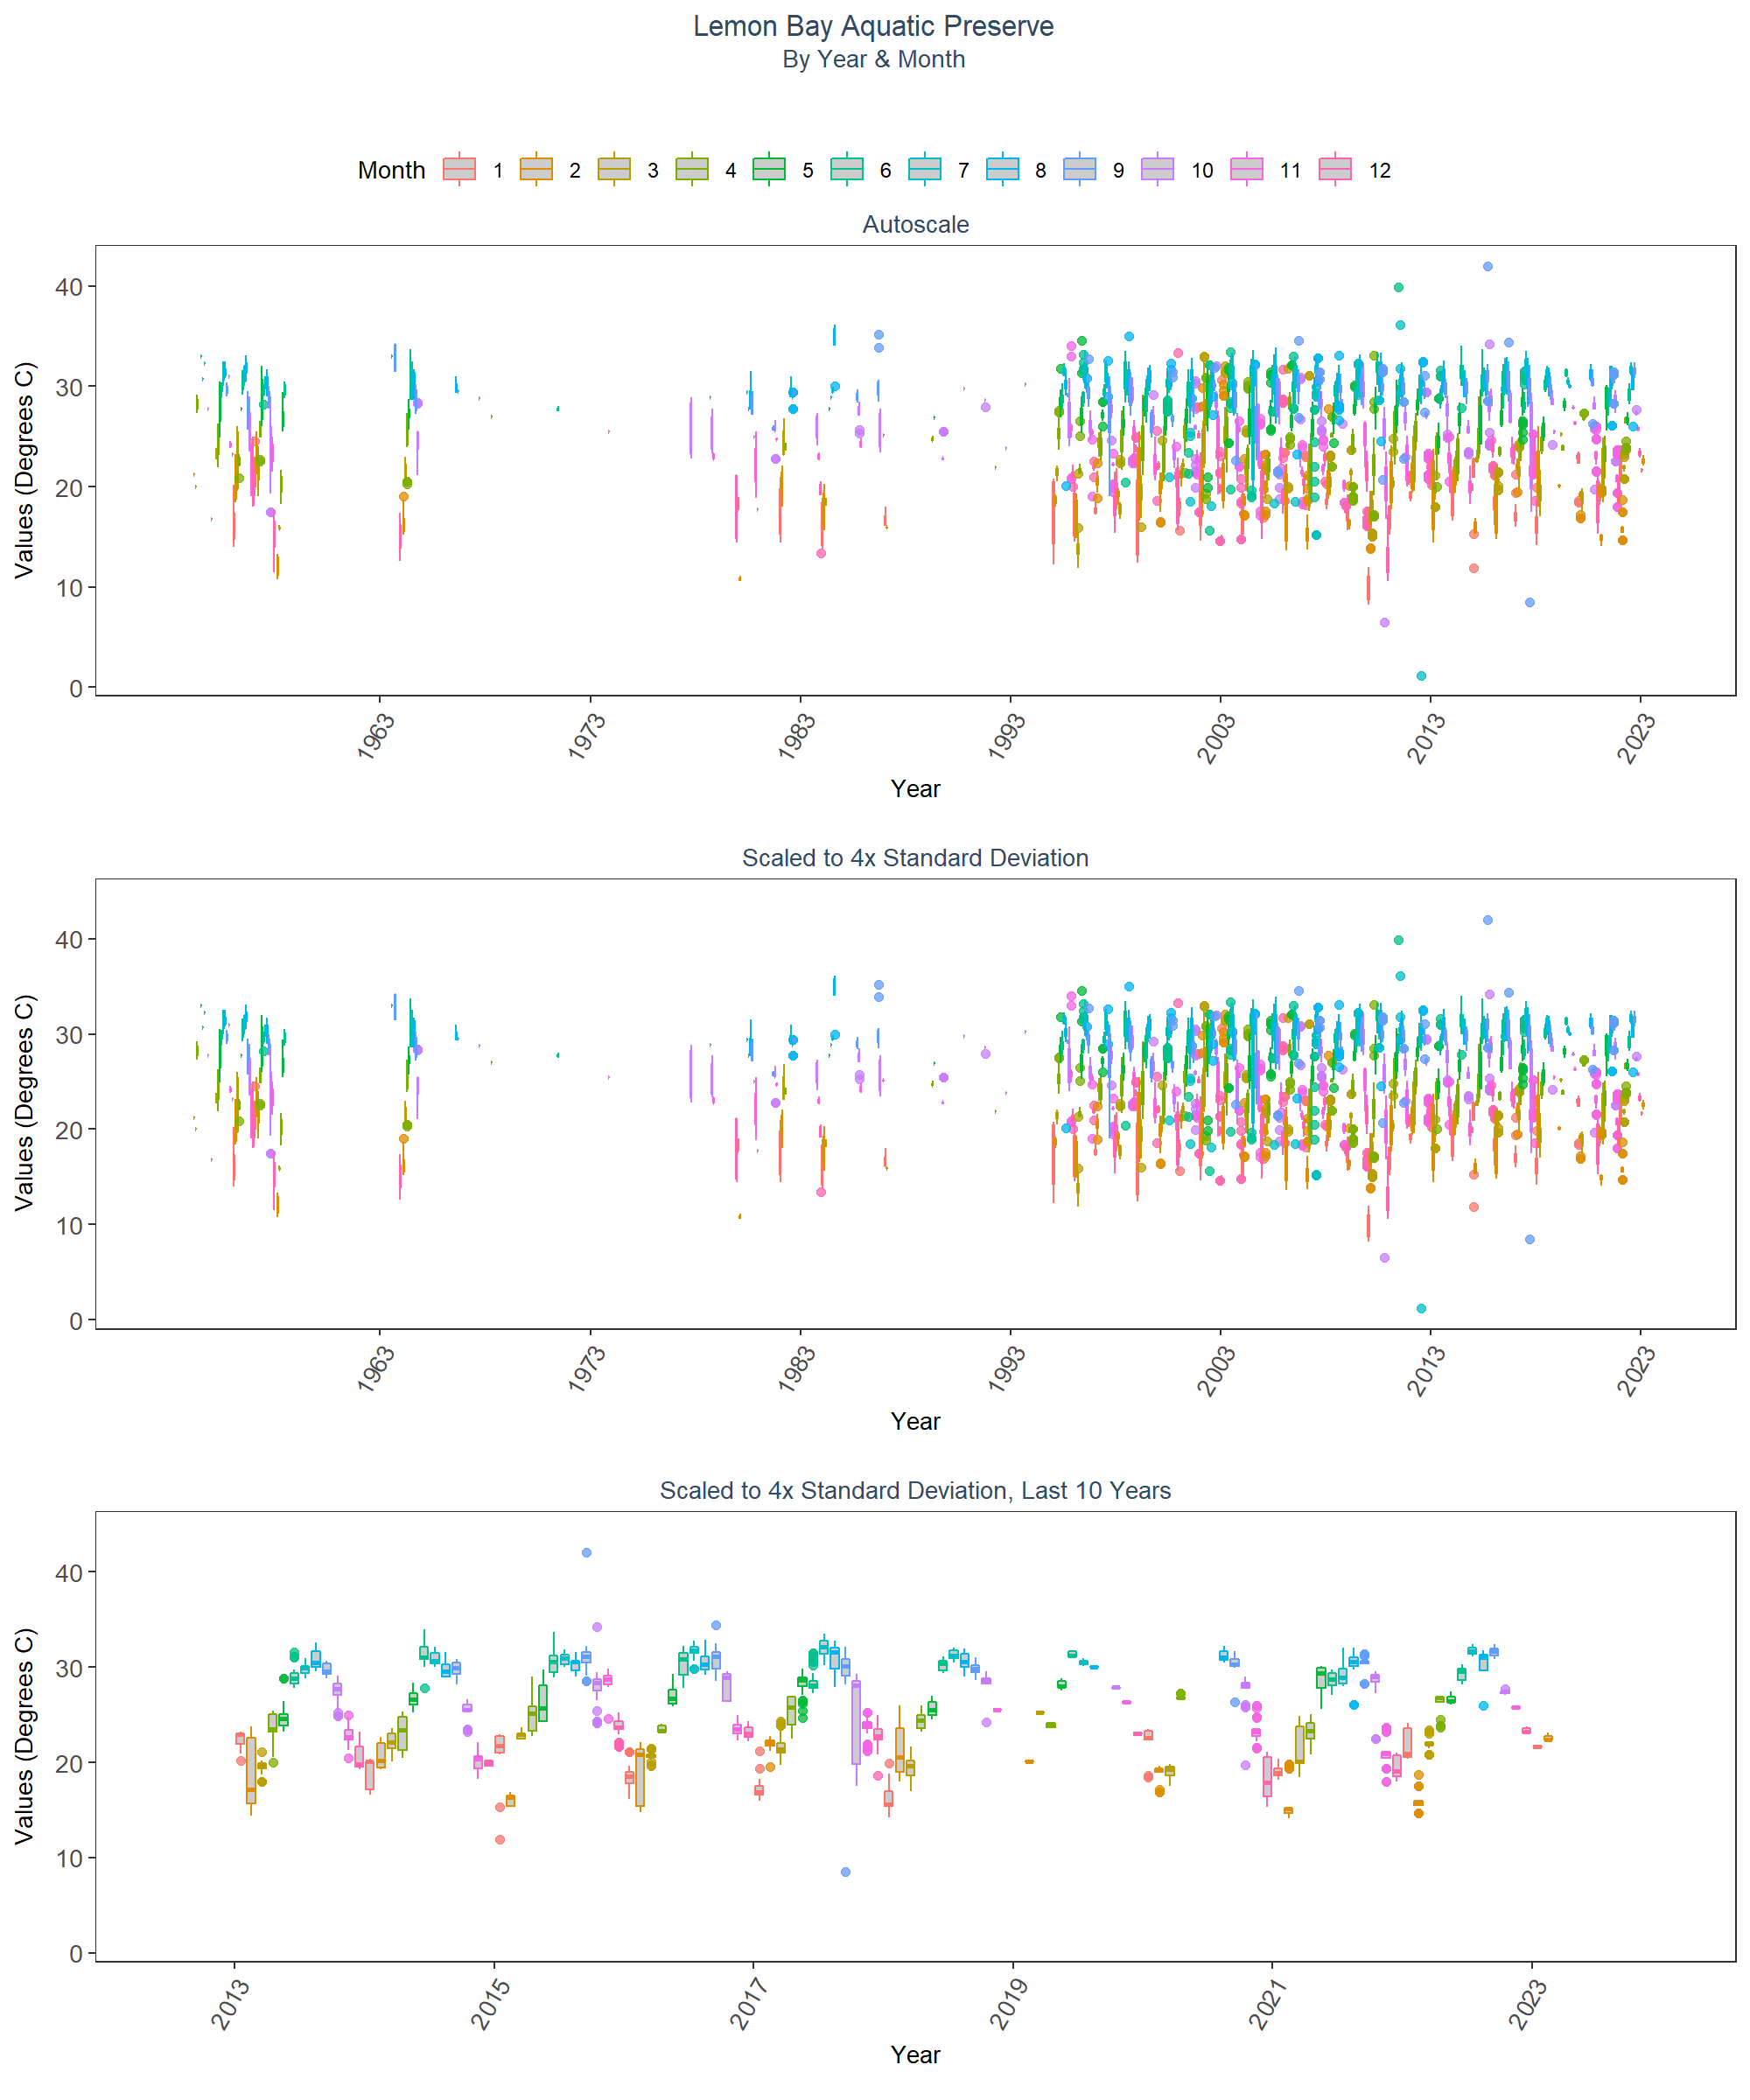 Lemon Bay Aquatic Preserve
By Year & Month
Month 1 2 3 4 5 6 7 8 9 10 11 12
Autoscale
Values (Degrees C)
40
30
20
10
0
1963 1973 1983 1993 2003 2013 2023
Year
Scaled to 4x Standard Deviation
Values (Degrees C)
40
30
20
10
0
1963 1973 1983 1993 2003 2013 2023
Year
Scaled to 4x Standard Deviation, Last 10 Years
Values (Degrees C)
40
30
20
10
0
2013 2015 2017 2019 2021 2023
Year